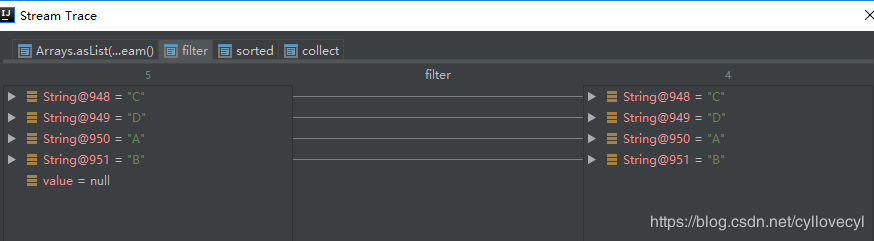 IJ Stream Trace
Arrays.asList(...eam() filter sorted collect
5 filter 4
String@948 = "C" String@948 = "C"
String@949 = "D" String@949 = "D"
String@950 = "A" String@950 = "A"
String@951 = "B" String@951 = "B"
value = null
https://blog.csdn.net/cyllovecyl